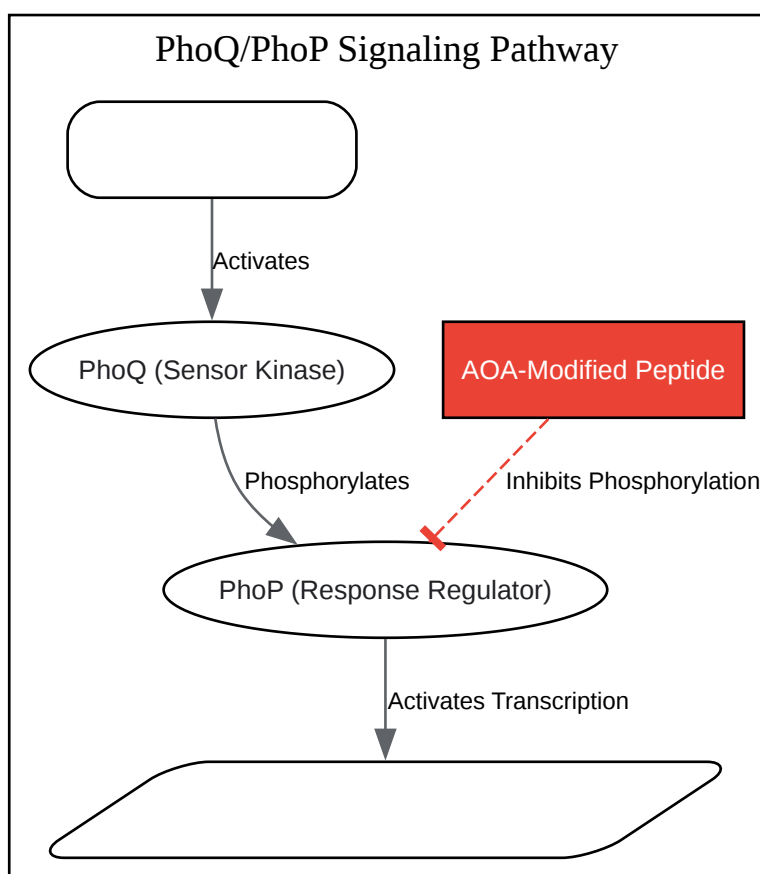 PhoQ/PhoP Signaling Pathway
Activates
PhoQ (Sensor Kinase)
AOA-Modified Peptide
Phosphorylates
Inhibits Phosphorylation
PhoP (Response Regulator)
Activates Transcription